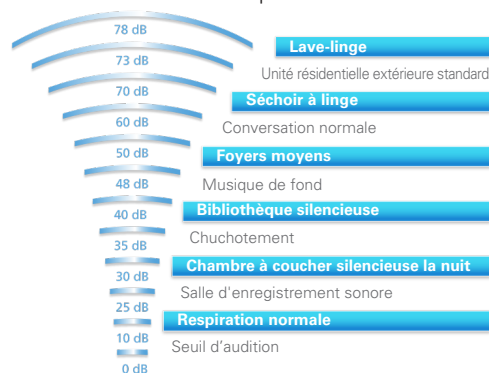 78 dB
Lave-linge
73 dB
Unité résidentielle extérieure standard
70 dB
Séchoir à linge
60 dB
Conversation normale
50 dB
Foyers moyens
48 dB
Musique de fond
40 dB
Bibliothèque silencieuse
35 dB
Chuchotement
30 dB
Chambre à coucher silencieuse la nuit
25 dB
Salle d'enregistrement sonore
10 dB
Respiration normale
0 dB
Seuil d'audition